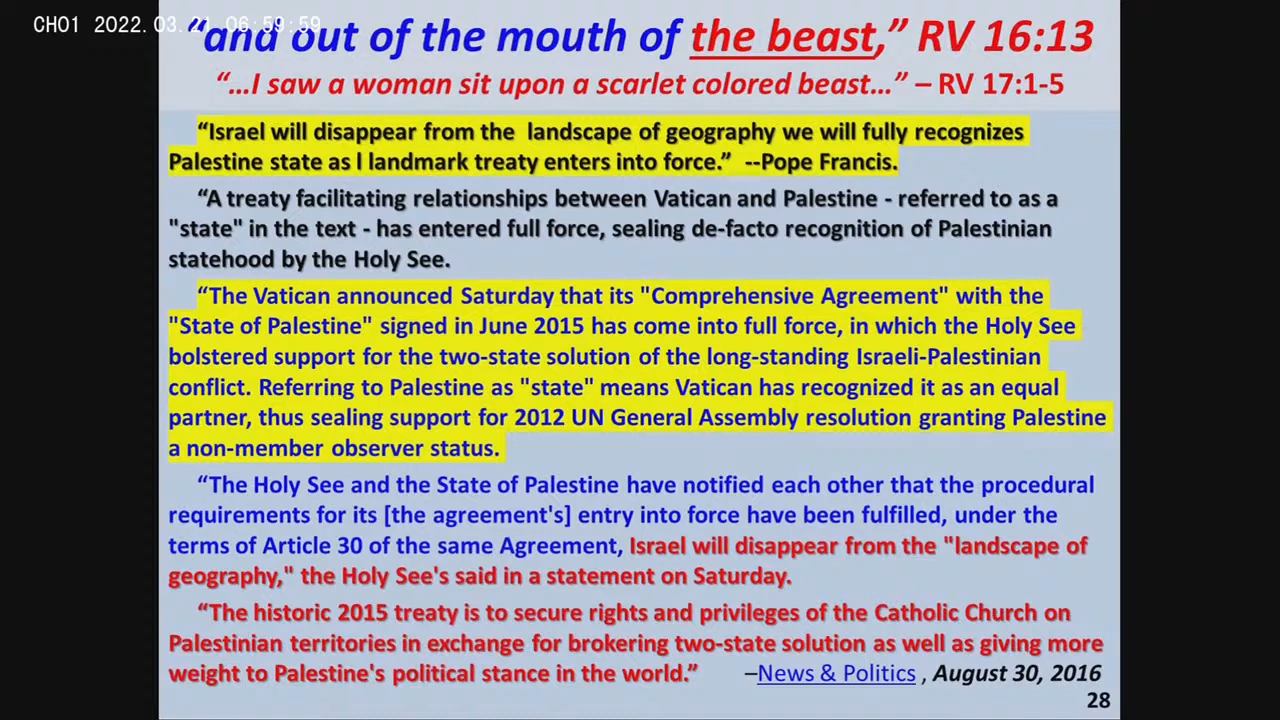 CH01 2022.03.21 06:59:59
“and out of the mouth of the beast,” RV 16:13
“…I saw a woman sit upon a scarlet colored beast…” – RV 17:1-5
“Israel will disappear from the landscape of geography we will fully recognizes
Palestine state as l landmark treaty enters into force.” --Pope Francis.
“A treaty facilitating relationships between Vatican and Palestine - referred to as a
"state" in the text - has entered full force, sealing de-facto recognition of Palestinian
statehood by the Holy See.
“The Vatican announced Saturday that its "Comprehensive Agreement" with the
"State of Palestine" signed in June 2015 has come into full force, in which the Holy See
bolstered support for the two-state solution of the long-standing Israeli-Palestinian
conflict. Referring to Palestine as "state" means Vatican has recognized it as an equal
partner, thus sealing support for 2012 UN General Assembly resolution granting Palestine
a non-member observer status.
“The Holy See and the State of Palestine have notified each other that the procedural
requirements for its [the agreement's] entry into force have been fulfilled, under the
terms of Article 30 of the same Agreement, Israel will disappear from the "landscape of
geography," the Holy See's said in a statement on Saturday.
“The historic 2015 treaty is to secure rights and privileges of the Catholic Church on
Palestinian territories in exchange for brokering two-state solution as well as giving more
weight to Palestine's political stance in the world.” –News & Politics , August 30, 2016
28